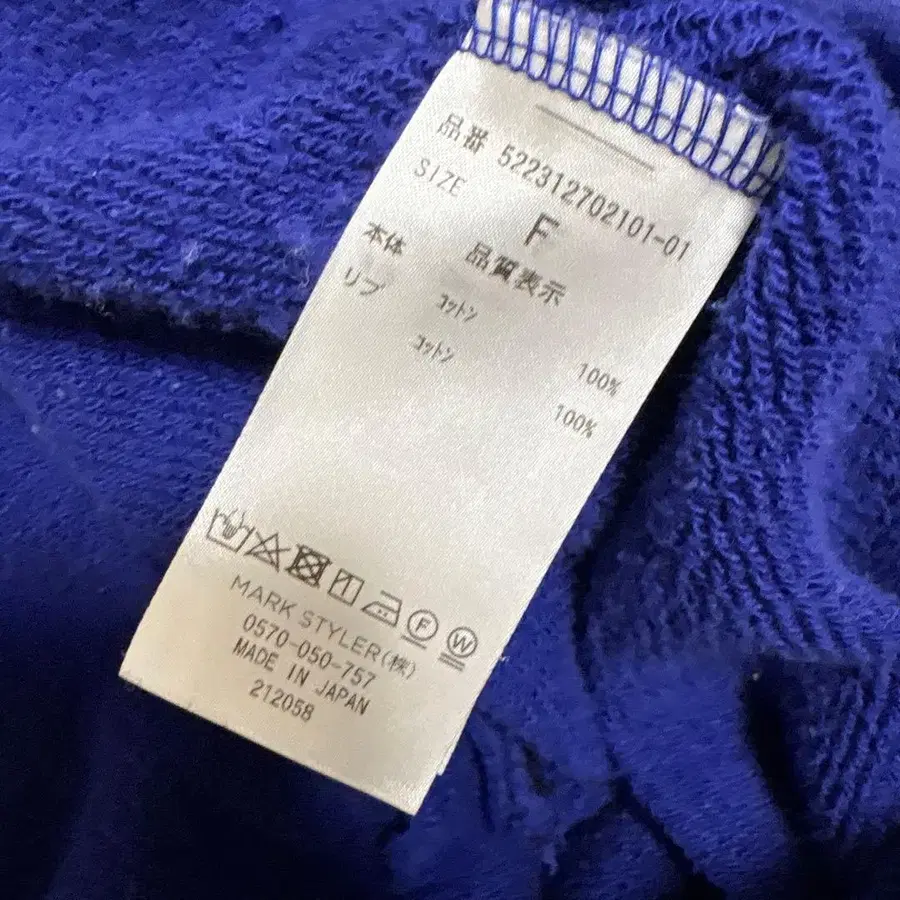 品番 522312702101-01
SIZE F
品質表示
本体 コットン 100%
リブ コットン 100%
F W
MARK STYLER(株)
0570-050-757
MADE IN JAPAN
212058